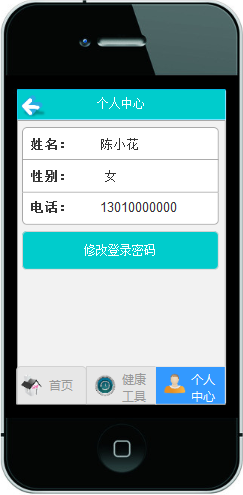 个人中心
姓名： 陈小花
性别： 女
电话： 13010000000
修改登录密码
首页
健康
工具
个人
中心